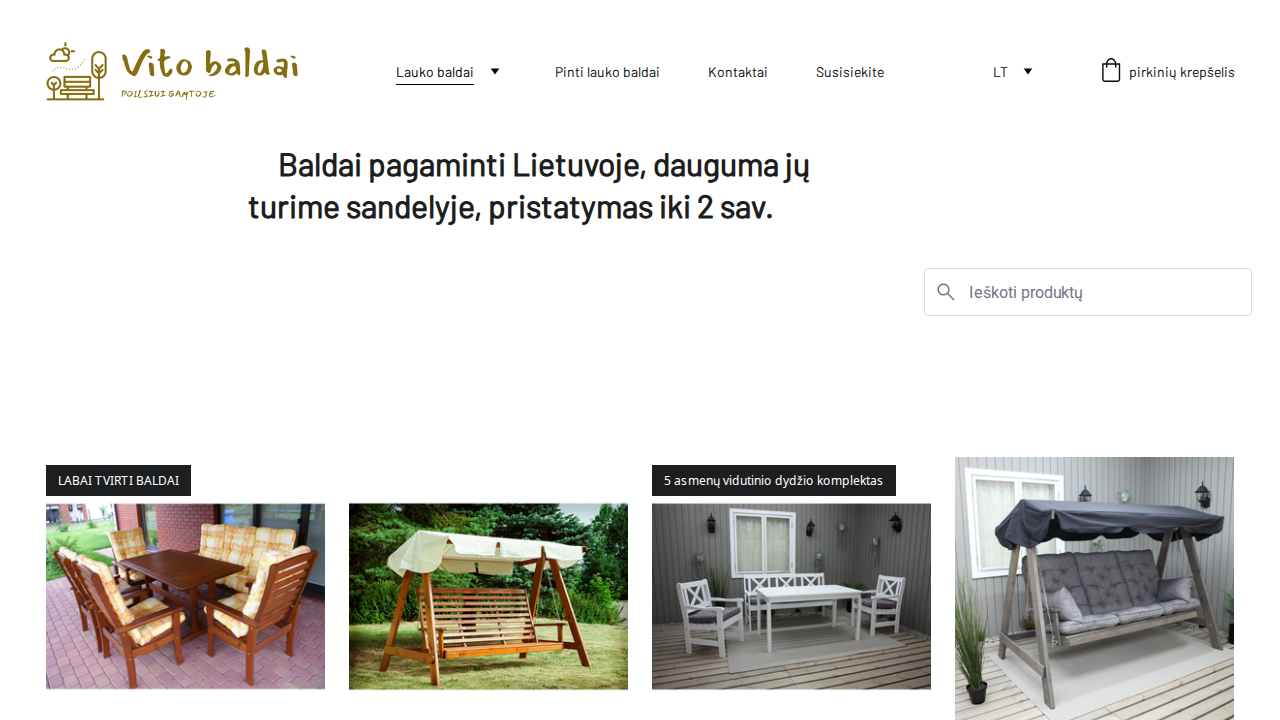 Vito baldai
POILSIUI GAMTOJE
Lauko baldai
Pinti lauko baldai
Kontaktai
Susisiekite
LT
pirkinių krepšelis
Baldai pagaminti Lietuvoje, dauguma jų
turime sandelyje, pristatymas iki 2 sav.
Ieškoti produktų
LABAI TVIRTI BALDAI
5 asmenų vidutinio dydžio komplektas